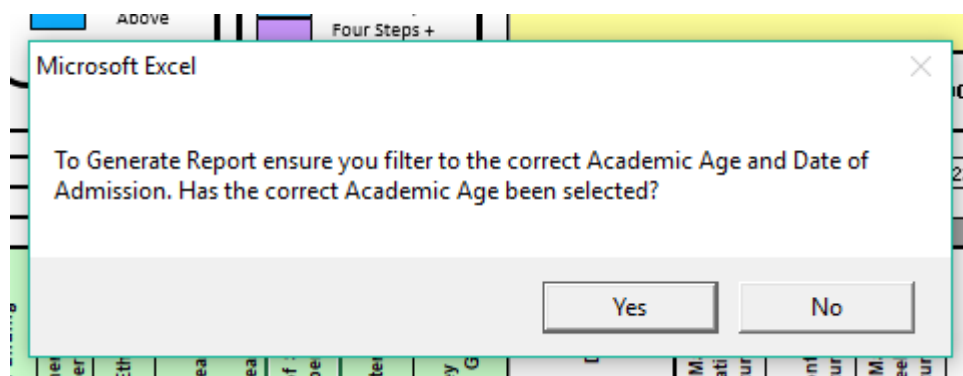 Above
Four Steps +
Microsoft Excel
To Generate Report ensure you filter to the correct Academic Age and Date of
Admission. Has the correct Academic Age been selected?
Yes
No